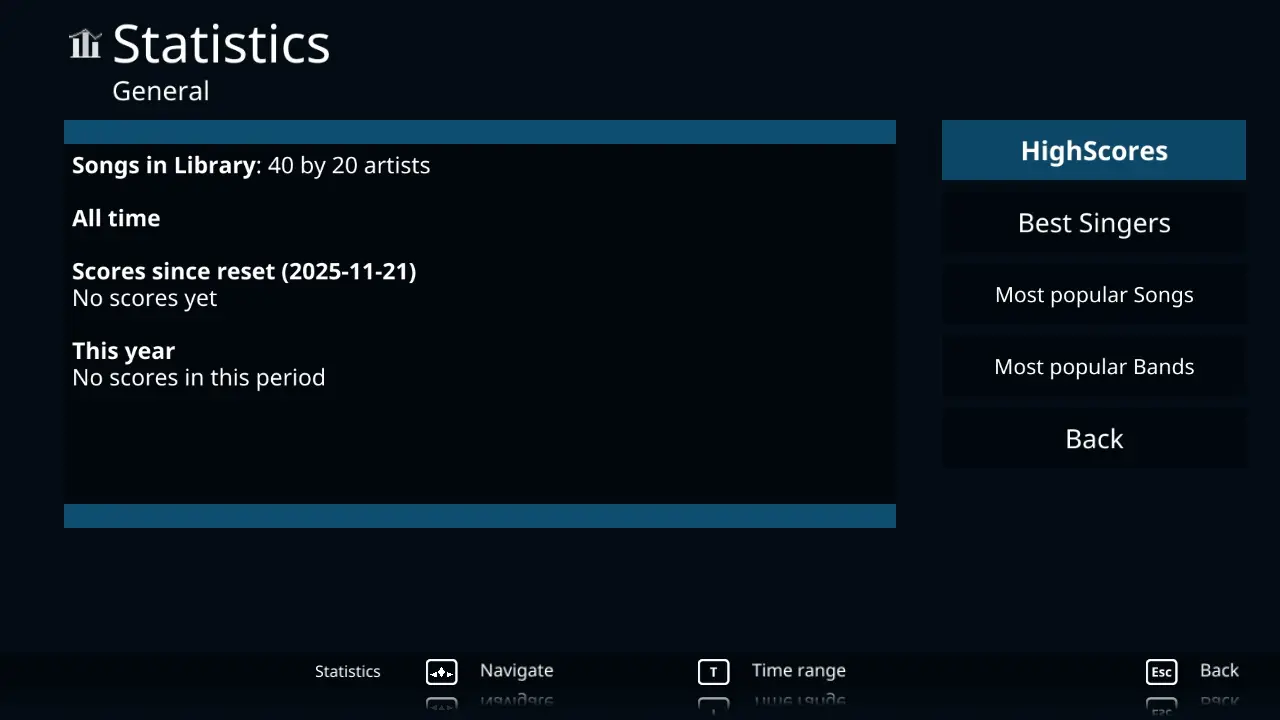 Statistics
General
Songs in Library: 40 by 20 artists
All time
Scores since reset (2025-11-21)
No scores yet
This year
No scores in this period
HighScores
Best Singers
Most popular Songs
Most popular Bands
Back
Statistics Navigate T Time range Esc Back